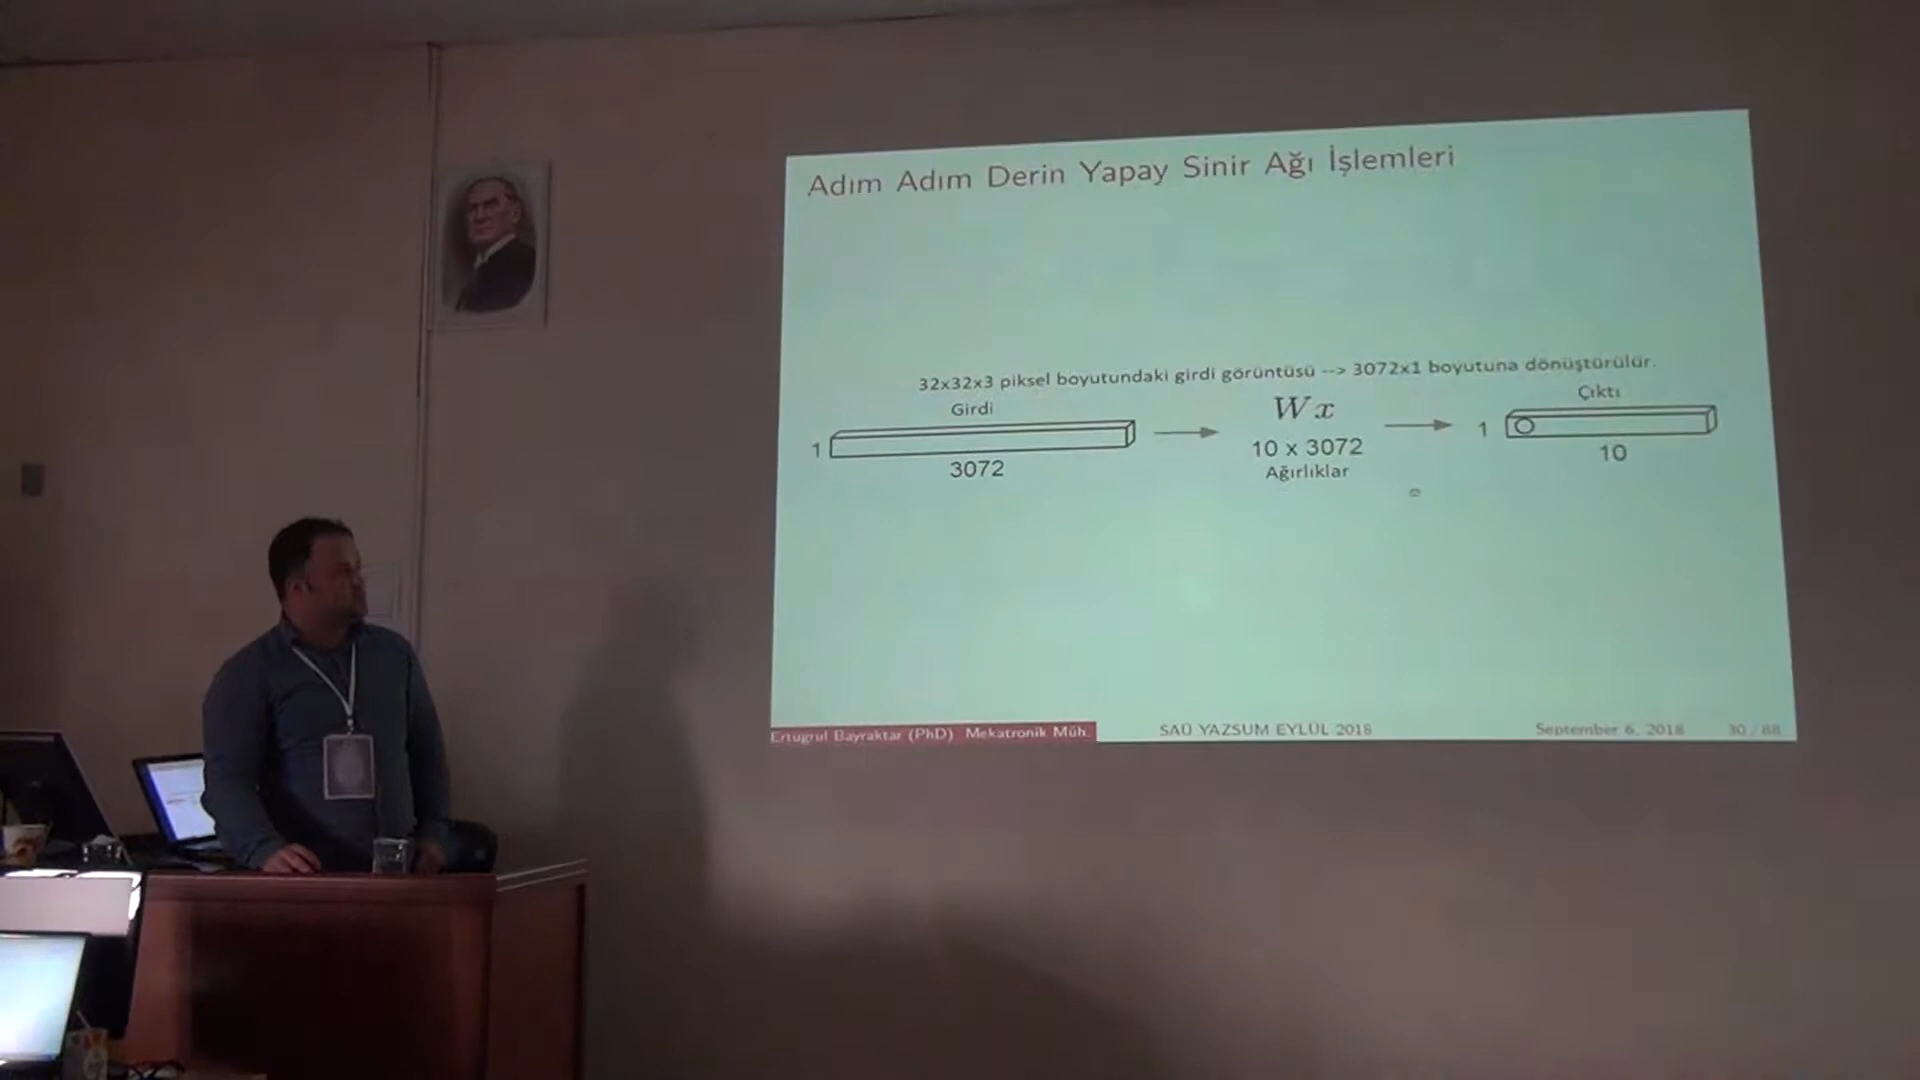 Adım Adım Derin Yapay Sinir Ağı İşlemleri
32x32x3 piksel boyutundaki girdi görüntüsü --> 3072x1 boyutuna dönüştürülür.
Girdi
1
3072
Wx
10 x 3072
Ağırlıklar
Çıktı
1
10
Ertugrul Bayraktar (PhD) Mekatronik Müh.
SAÜ YAZSUM EYLÜL 2018
September 6, 2018
30 / 88